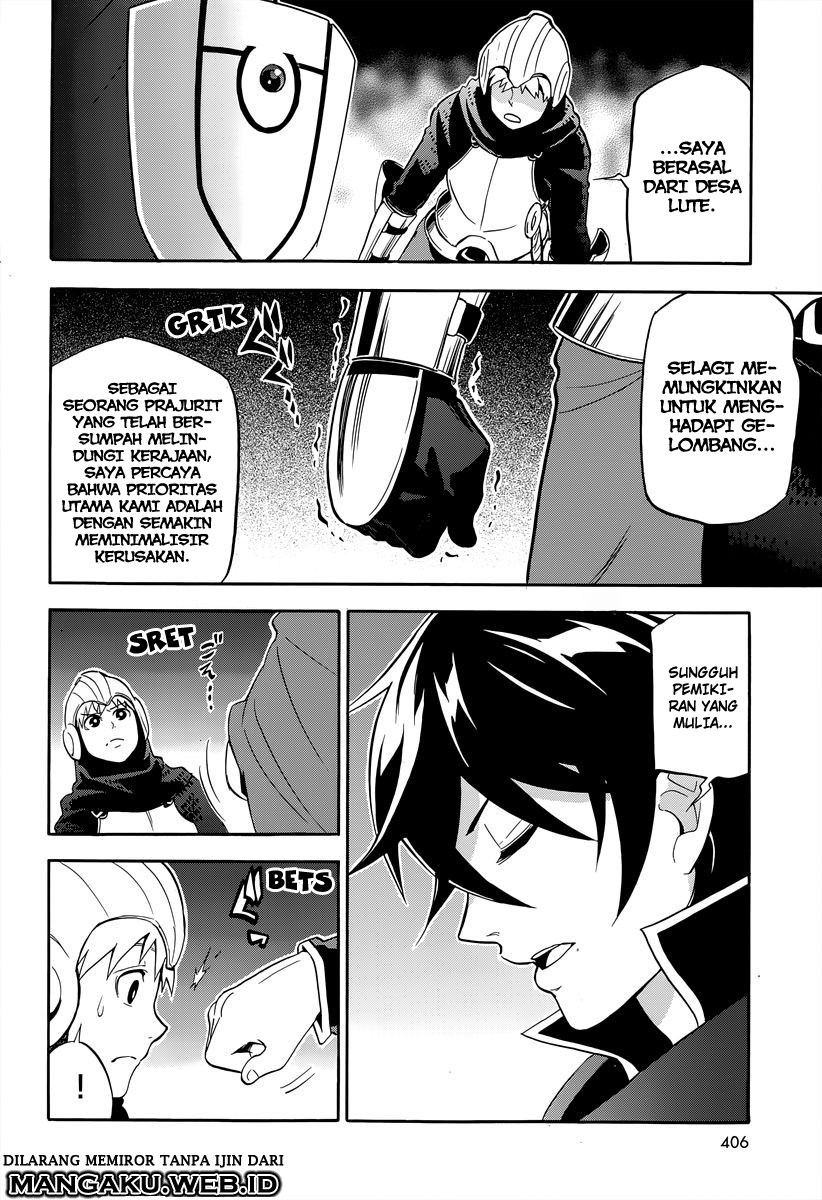 ...SAYA
BERASAL
DARI DESA
LUTE.
SELAGI ME-
MUNGKINKAN
UNTUK MENG-
HADAPI GE-
LOMBANG...
GRTK
SEBAGAI
SEORANG PRAJURIT
YANG TELAH BER-
SUMPAH MELIN-
DUNGI KERAJAAN,
SAYA PERCAYA
BAHWA PRIORITAS
UTAMA KAMI ADALAH
DENGAN SEMAKIN
MEMINIMALISIR
KERUSAKAN.
SUNGGUH
PEMIKI-
RAN YANG
MULIA...
SRET
BETS
!
406
DILARANG MEMIROR TANPA IJIN DARI
MANGAKU.WEB.ID